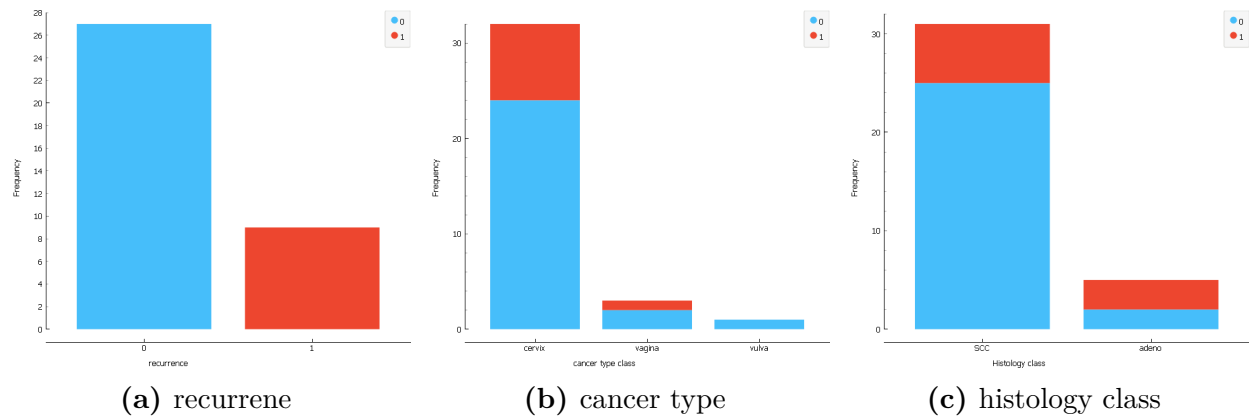 28
26
24
22
20
18
16
14
12
10
8
6
4
2
0
Frequency
0 1
recurrence
0
1
30
20
10
0
Frequency
cervix vagina vulva
cancer type class
0
1
30
20
10
0
Frequency
SCC adeno
Histology class
0
1
(a) recurrene
(b) cancer type
(c) histology class